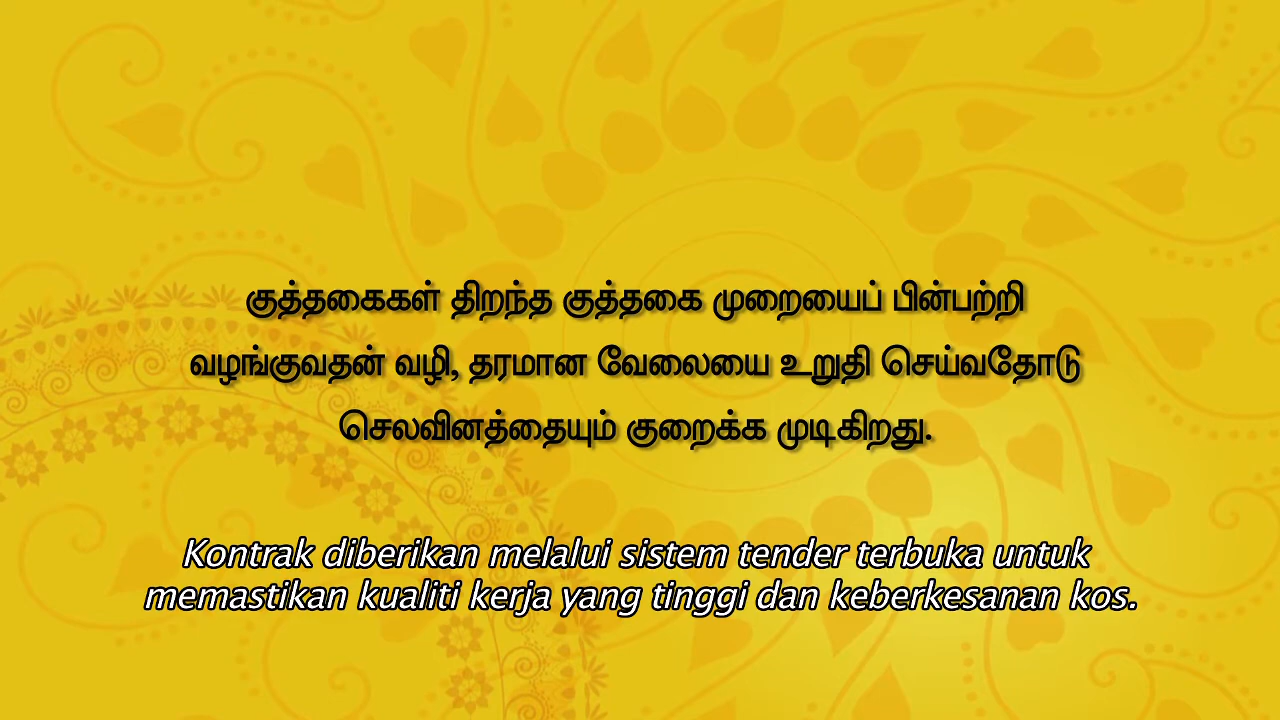 குத்தகைகள் திறந்த குத்தகை முறையைப் பின்பற்றி
வழங்குவதன் வழி, தரமான வேலையை உறுதி செய்வதோடு
செலவினத்தையும் குறைக்க முடிகிறது.
Kontrak diberikan melalui sistem tender terbuka untuk
memastikan kualiti kerja yang tinggi dan keberkesanan kos.